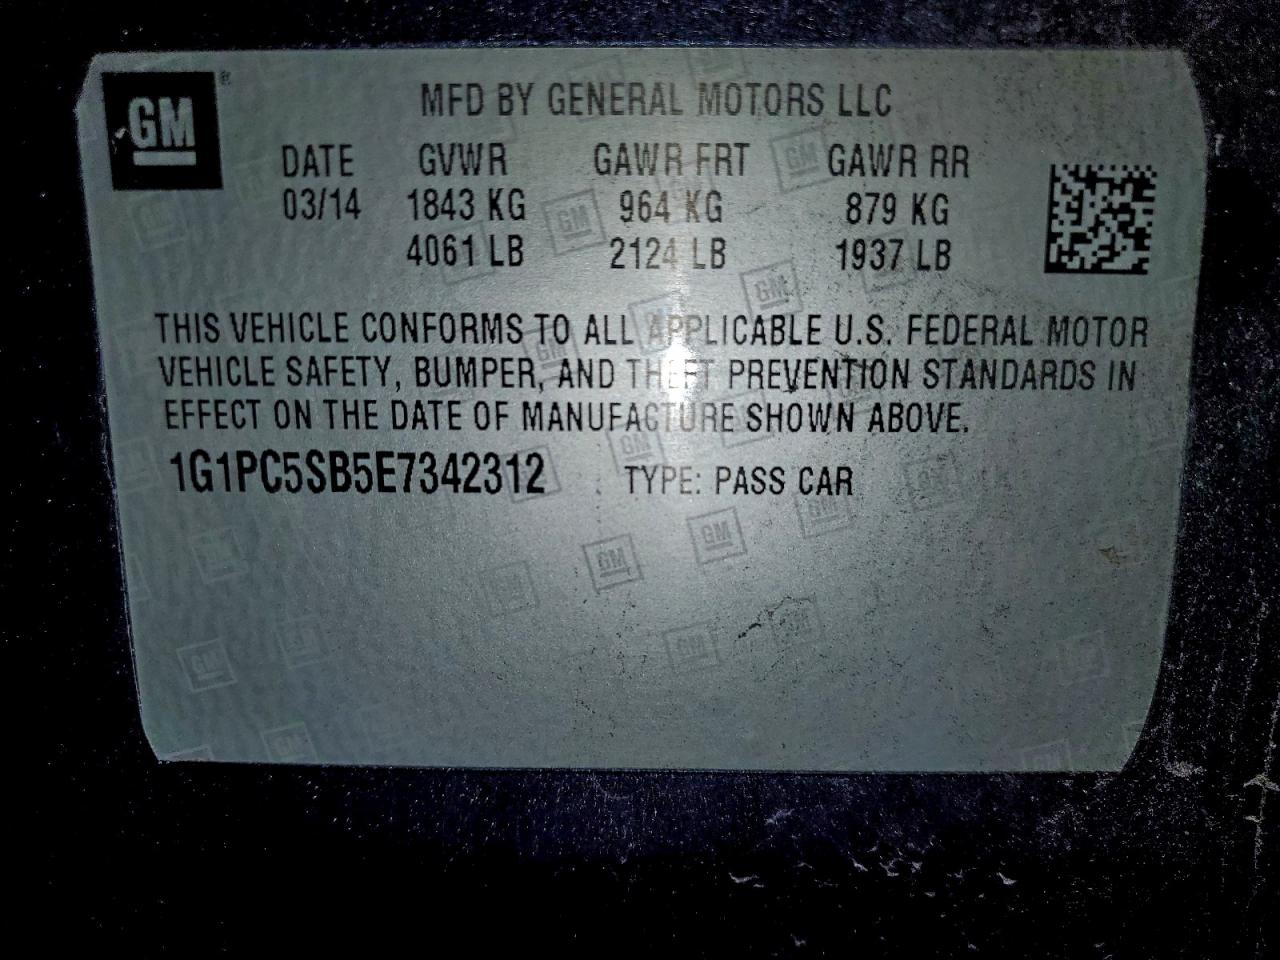 GM ®
MFD BY GENERAL MOTORS LLC
DATE GVWR GAWR FRT GAWR RR
03/14 1843 KG 964 KG 879 KG
4061 LB 2124 LB 1937 LB
THIS VEHICLE CONFORMS TO ALL APPLICABLE U.S. FEDERAL MOTOR
VEHICLE SAFETY, BUMPER, AND THEFT PREVENTION STANDARDS IN
EFFECT ON THE DATE OF MANUFACTURE SHOWN ABOVE.
1G1PC5SB5E7342312 TYPE: PASS CAR